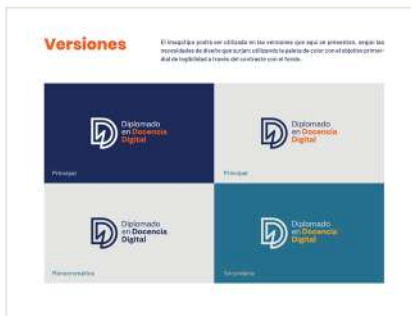 Versiones
El imagotipo podrá ser utilizado en las versiones que aquí se presentan, según las
necesidades de diseño que surjan; utilizando la paleta de color con el objetivo primor-
dial de legibilidad a través del contraste con el fondo.
Diplomado
en Docencia
Digital
Principal
Diplomado
en Docencia
Digital
Principal
Diplomado
en Docencia
Digital
Monocromática
Diplomado
en Docencia
Digital
Secundaria